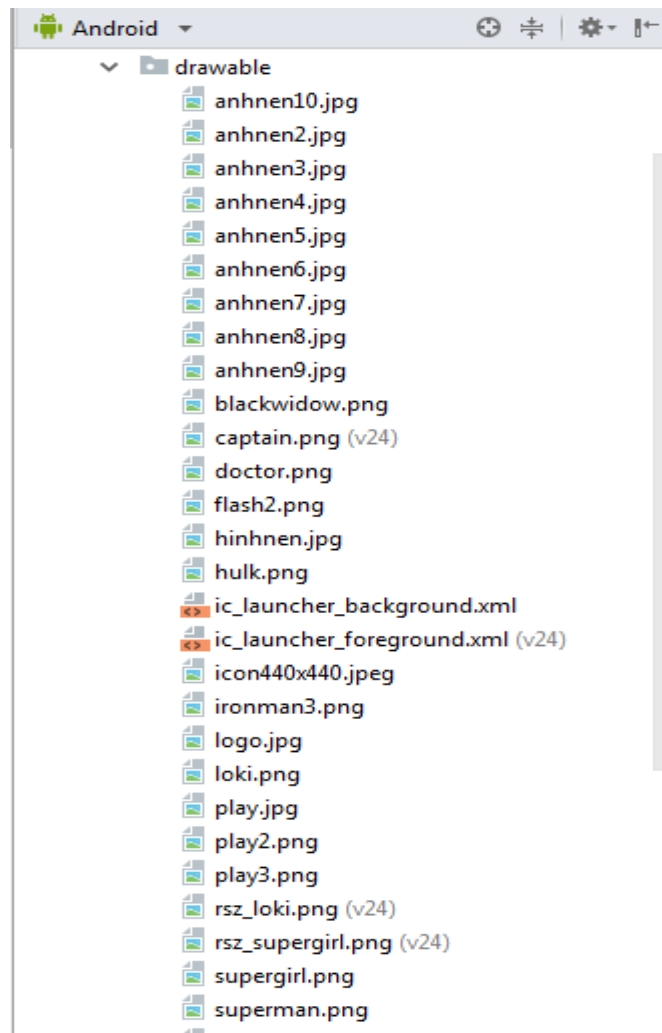 Android
drawable
anhnen10.jpg
anhnen2.jpg
anhnen3.jpg
anhnen4.jpg
anhnen5.jpg
anhnen6.jpg
anhnen7.jpg
anhnen8.jpg
anhnen9.jpg
blackwidow.png
captain.png (v24)
doctor.png
flash2.png
hinhnen.jpg
hulk.png
ic_launcher_background.xml
ic_launcher_foreground.xml (v24)
icon440x440.jpeg
ironman3.png
logo.jpg
loki.png
play.jpg
play2.png
play3.png
rsz_loki.png (v24)
rsz_supergirl.png (v24)
supergirl.png
superman.png